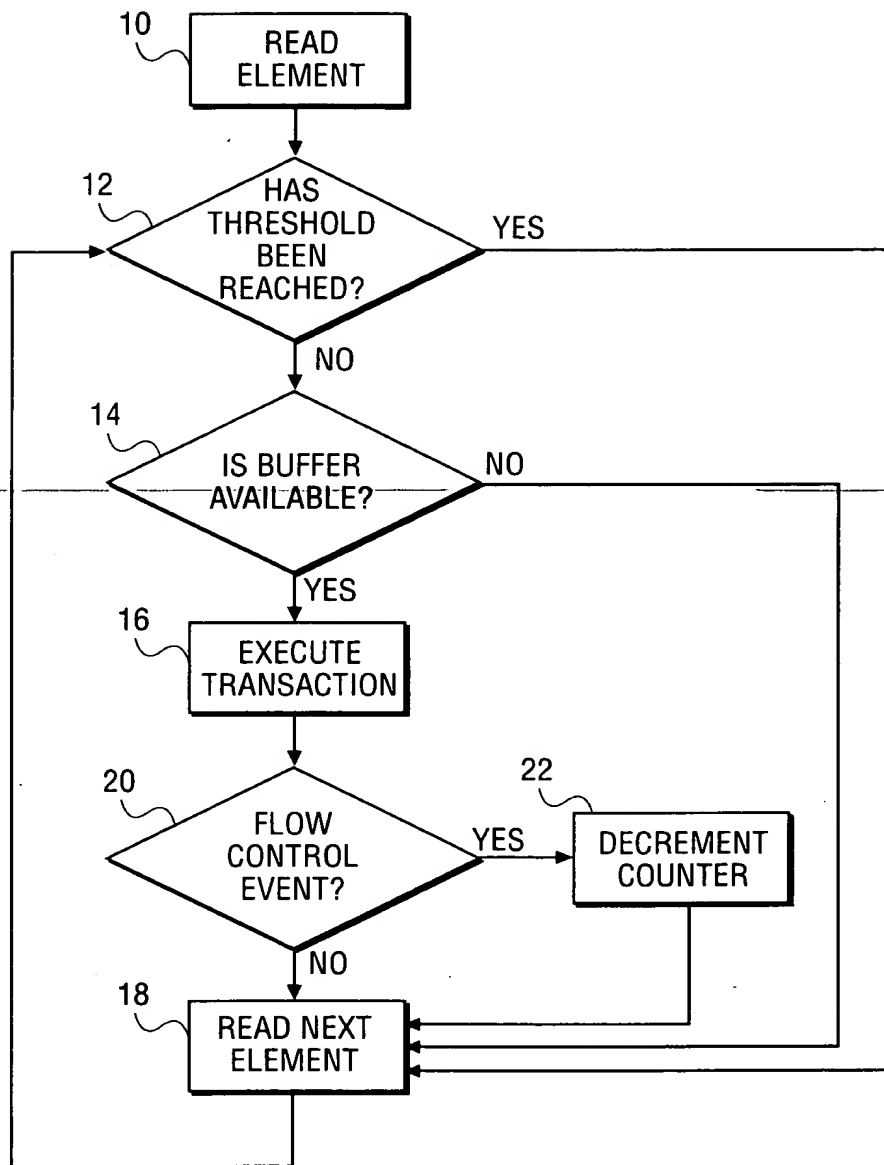 10
READ
ELEMENT
12
HAS
THRESHOLD
BEEN
REACHED?
YES
NO
14
IS BUFFER
AVAILABLE?
NO
YES
16
EXECUTE
TRANSACTION
20
FLOW
CONTROL
EVENT?
YES
22
DECREMENT
COUNTER
NO
18
READ NEXT
ELEMENT